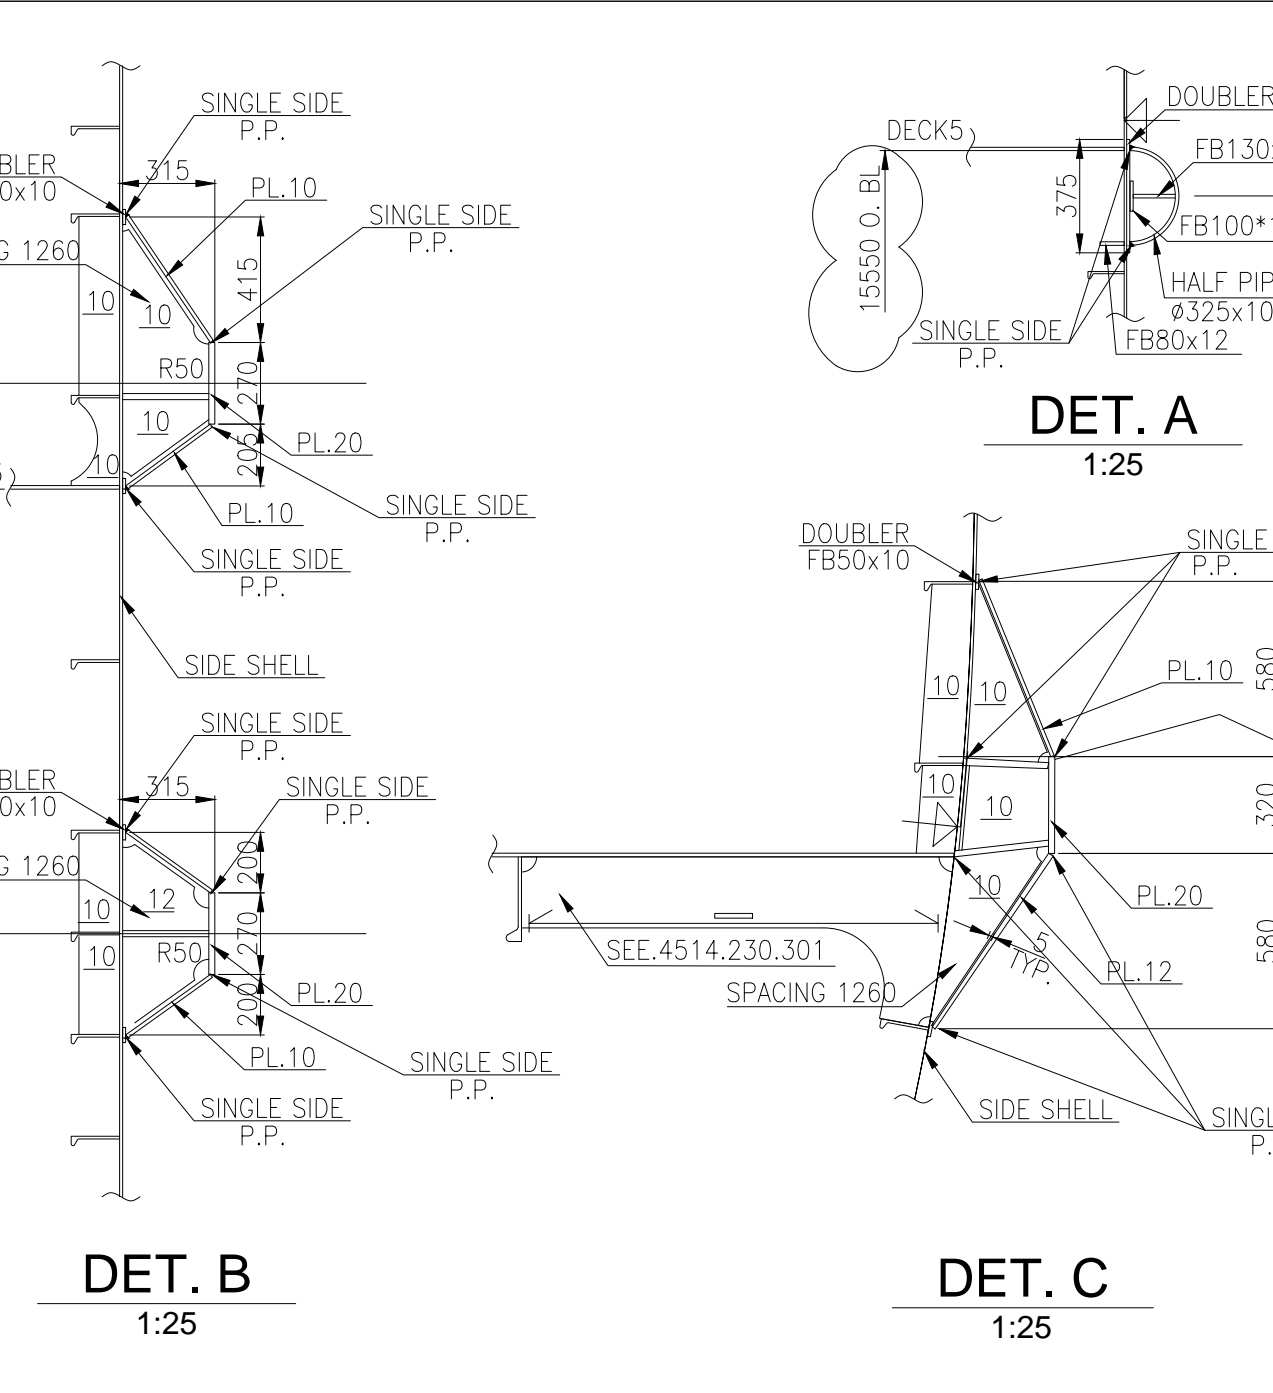 SINGLE SIDE
P.P.
BLER
0x10
315
PL.10
SINGLE SIDE
P.P.
G 1260
415
10
10
R50
270
10
PL.20
205
10
PL.10
SINGLE SIDE
P.P.
SINGLE SIDE
P.P.
SIDE SHELL
SINGLE SIDE
P.P.
BLER
0x10
315
SINGLE SIDE
P.P.
G 1260
200
12
10
10
R50
270
PL.20
200
PL.10
SINGLE SIDE
P.P.
SINGLE SIDE
P.P.
DET. B
1:25
DOUBLER
DECK5
FB130
375
15550 O. BL
FB100*
HALF PIP
ø325x10
SINGLE SIDE
P.P.
FB80x12
DET. A
1:25
DOUBLER
FB50x10
SINGLE
P.P.
580
PL.10
10
10
10
10
320
10
PL.20
SEE.4514.230.301
5
TYP.
580
PL.12
SPACING 1260
SIDE SHELL
SINGL
P.
DET. C
1:25